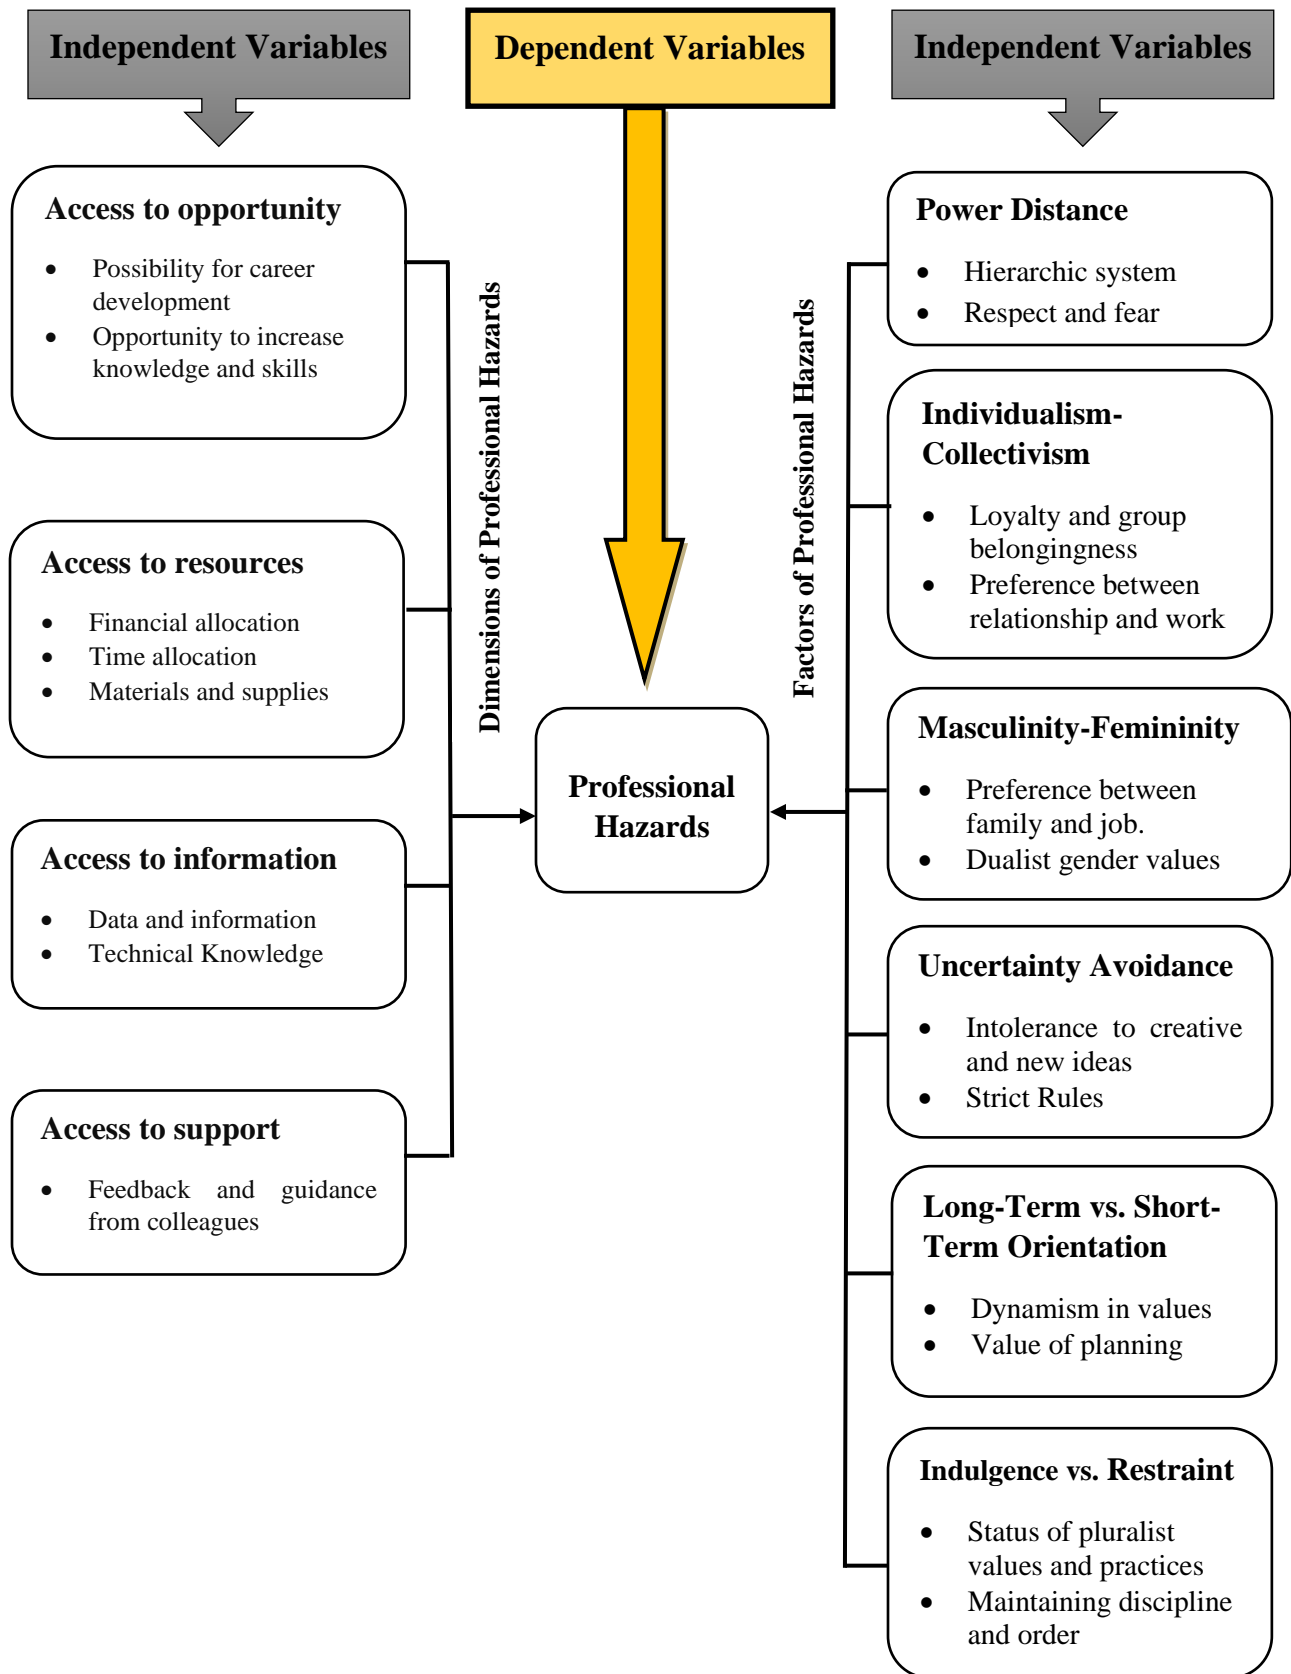 Independent Variables
Dependent Variables
Independent Variables
Access to opportunity
• Possibility for career
development
• Opportunity to increase
knowledge and skills
Access to resources
• Financial allocation
• Time allocation
• Materials and supplies
Access to information
• Data and information
• Technical Knowledge
Access to support
• Feedback and guidance
from colleagues
Dimensions of Professional Hazards
Professional
Hazards
Factors of Professional Hazards
Power Distance
• Hierarchic system
• Respect and fear
Individualism-
Collectivism
• Loyalty and group
belongingness
• Preference between
relationship and work
Masculinity-Femininity
• Preference between
family and job.
• Dualist gender values
Uncertainty Avoidance
• Intolerance to creative
and new ideas
• Strict Rules
Long-Term vs. Short-
Term Orientation
• Dynamism in values
• Value of planning
Indulgence vs. Restraint
• Status of pluralist
values and practices
• Maintaining discipline
and order